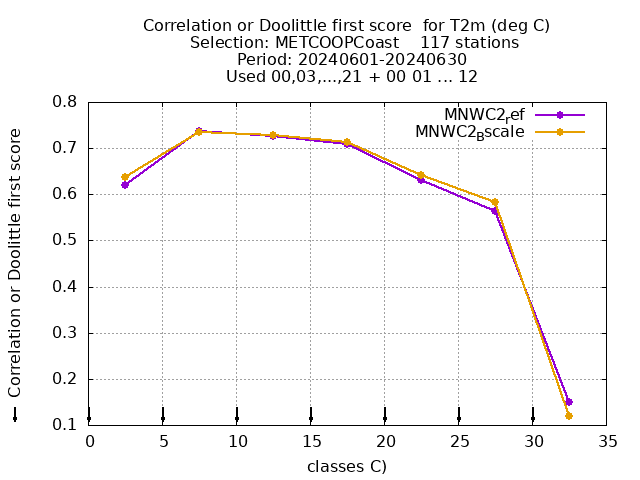 Correlation or Doolittle first score  for T2m (deg C)
Selection: METCOOPCoast    117 stations
Period: 20240601-20240630
Used 00,03,...,21 + 00 01 ... 12
MNWC2ref
MNWC2Bscale
Correlation or Doolittle first score
0.8
0.7
0.6
0.5
0.4
0.3
0.2
0.1
0 5 10 15 20 25 30 35
classes C)